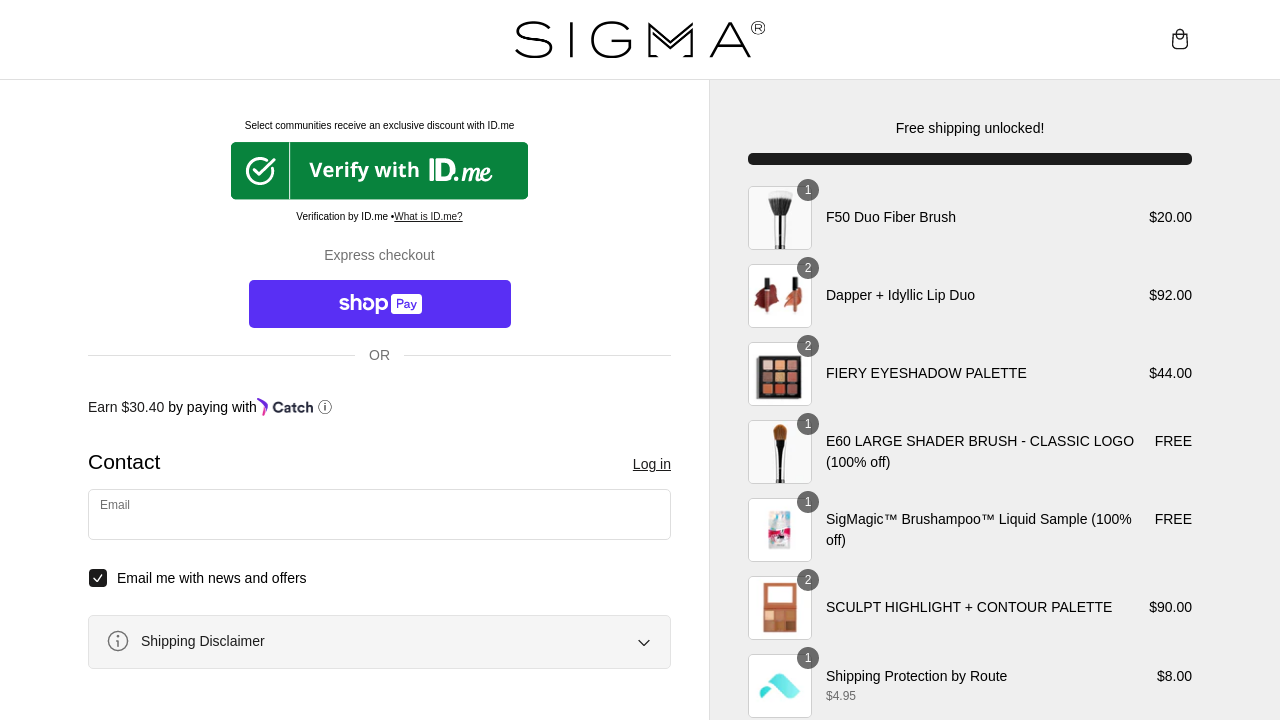 SIGMA®
Select communities receive an exclusive discount with ID.me
Verify with ID.me
Verification by ID.me •What is ID.me?
Express checkout
shop Pay
OR
Earn $30.40 by paying with Catch
Contact
Log in
Email
Email me with news and offers
Shipping Disclaimer
Free shipping unlocked!
1
F50 Duo Fiber Brush
$20.00
2
Dapper + Idyllic Lip Duo
$92.00
2
FIERY EYESHADOW PALETTE
$44.00
1
E60 LARGE SHADER BRUSH - CLASSIC LOGO
(100% off)
FREE
1
SigMagic™ Brushampoo™ Liquid Sample (100%
off)
FREE
2
SCULPT HIGHLIGHT + CONTOUR PALETTE
$90.00
1
Shipping Protection by Route
$4.95
$8.00